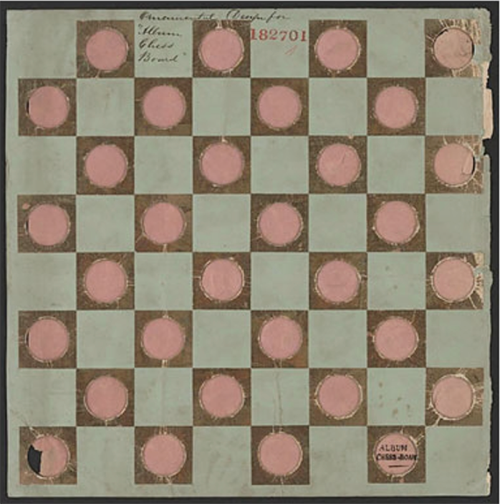 Ornamental Design for
"Album
Chess
Board"
182701
ALBUM
CHESS-BOARD.